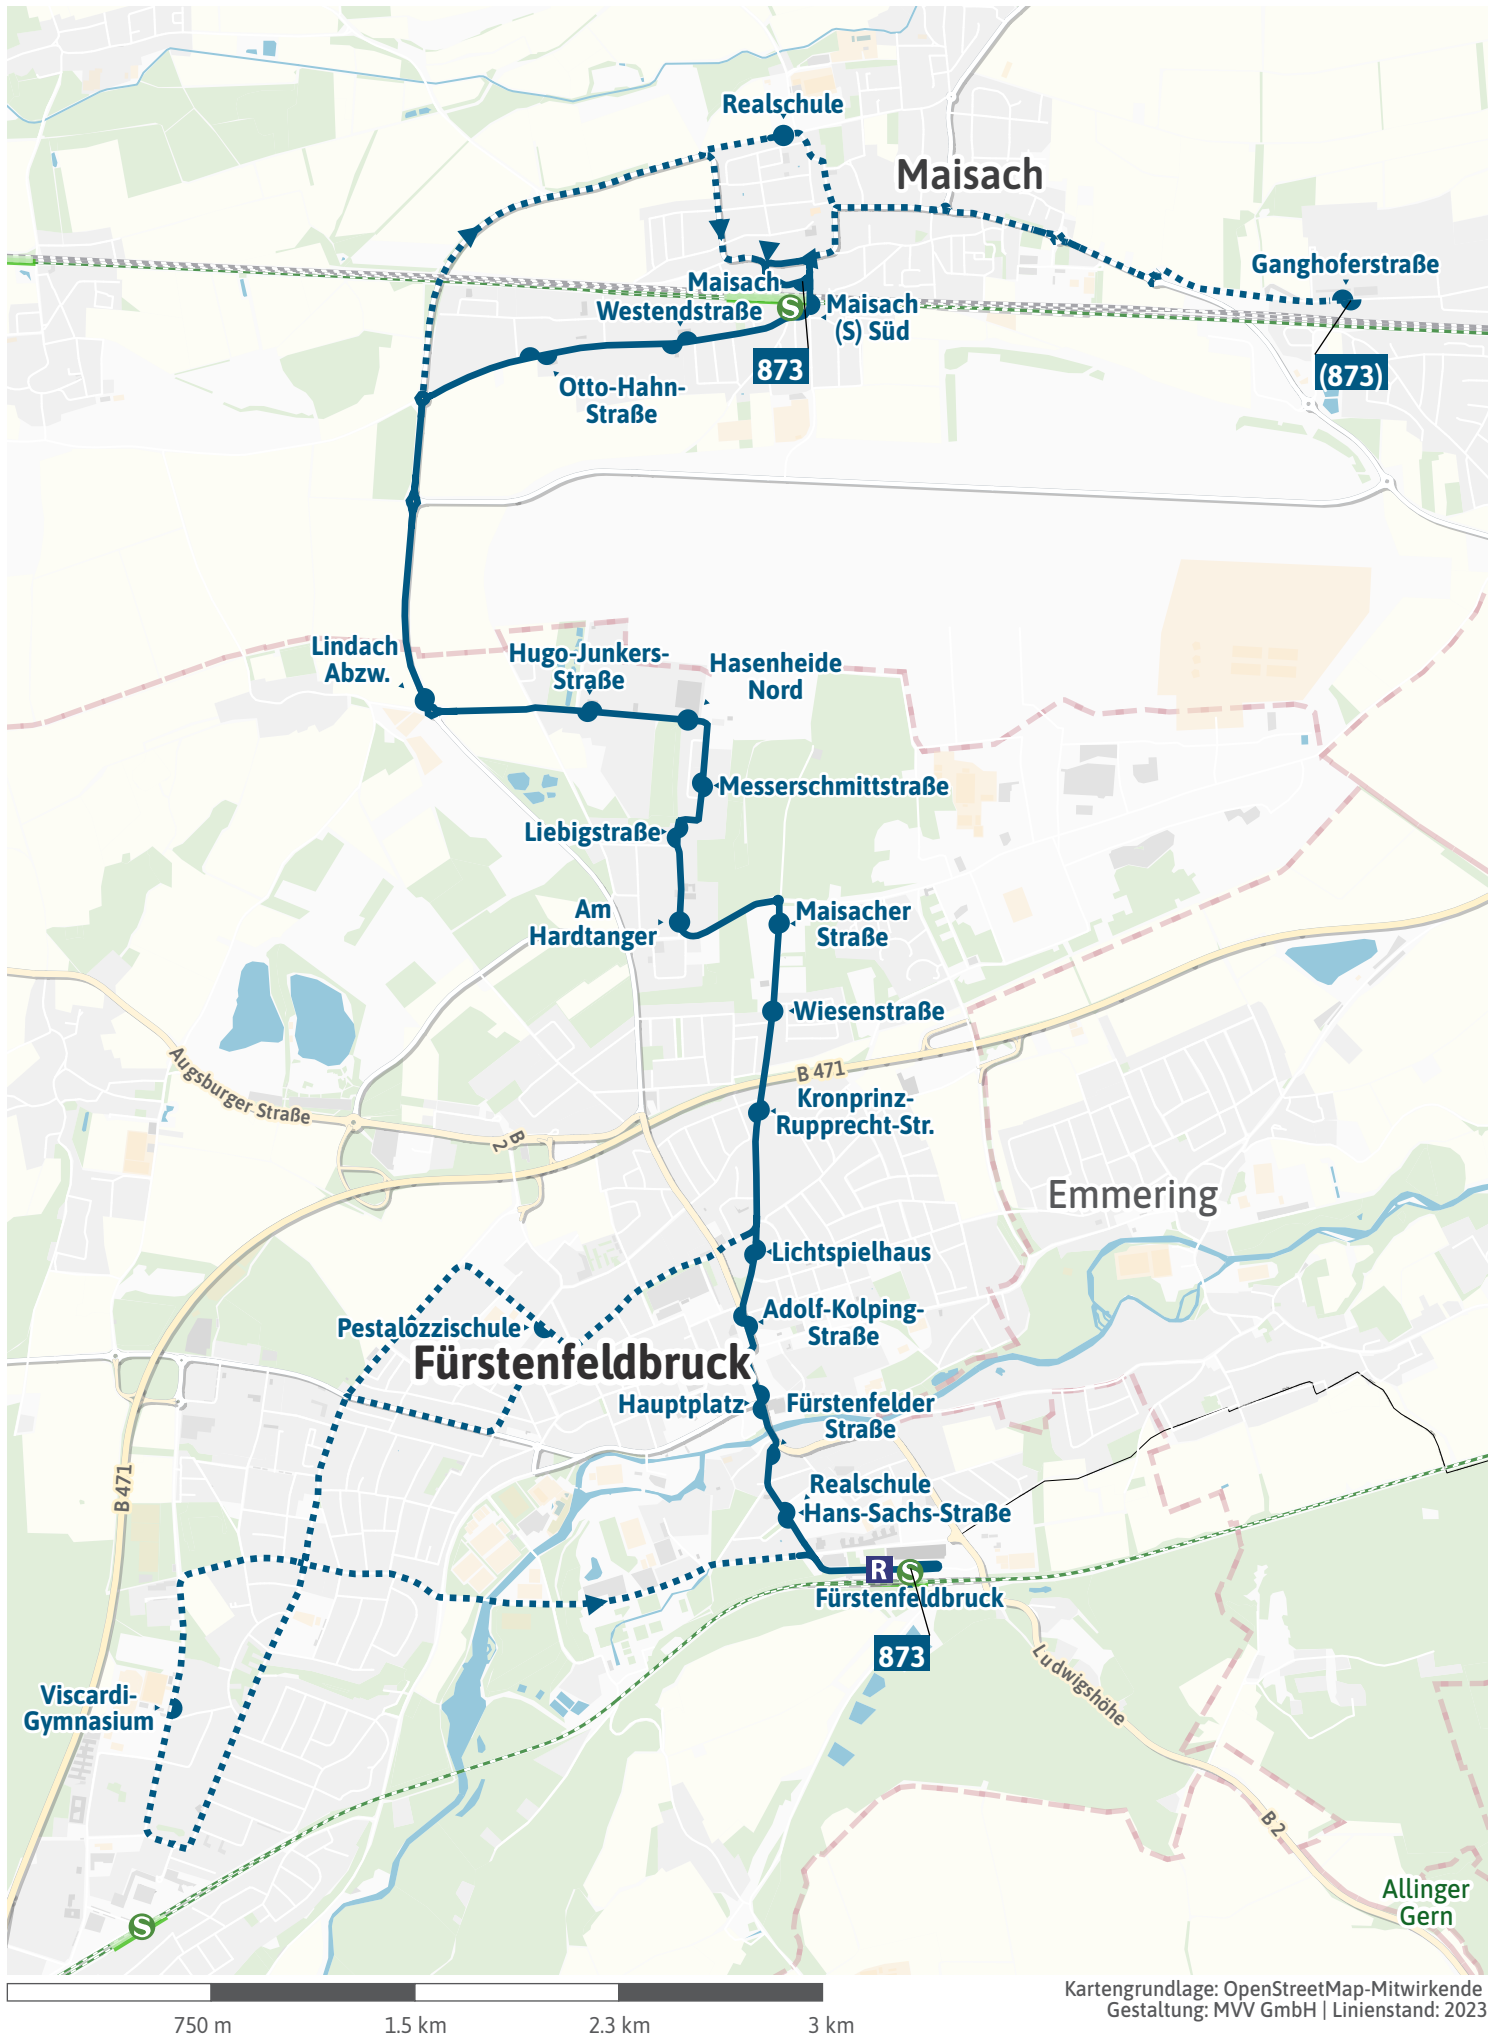 Realschule
Maisach
Ganghoferstraße
Maisach
Westendstraße
Maisach
(S) Süd
S
873
(873)
Otto-Hahn-
Straße
Lindach
Abzw.
Hugo-Junkers-
Straße
Hasenheide
Nord
Messerschmittstraße
Liebigstraße
Am
Hardtanger
Maisacher
Straße
Wiesenstraße
Augsburger Straße
B 471
Kronprinz-
Rupprecht-Str.
B 2
Emmering
Lichtspielhaus
Adolf-Kolping-
Straße
Pestalozzischule
Fürstenfeldbruck
Hauptplatz
Fürstenfelder
Straße
B 471
Realschule
Hans-Sachs-Straße
R
S
Fürstenfeldbruck
873
Ludwigshöhe
Viscardi-
Gymnasium
B 2
Allinger
Gern
S
Kartengrundlage: OpenStreetMap-Mitwirkende
Gestaltung: MVV GmbH | Linienstand: 2023
750 m
1.5 km
2.3 km
3 km